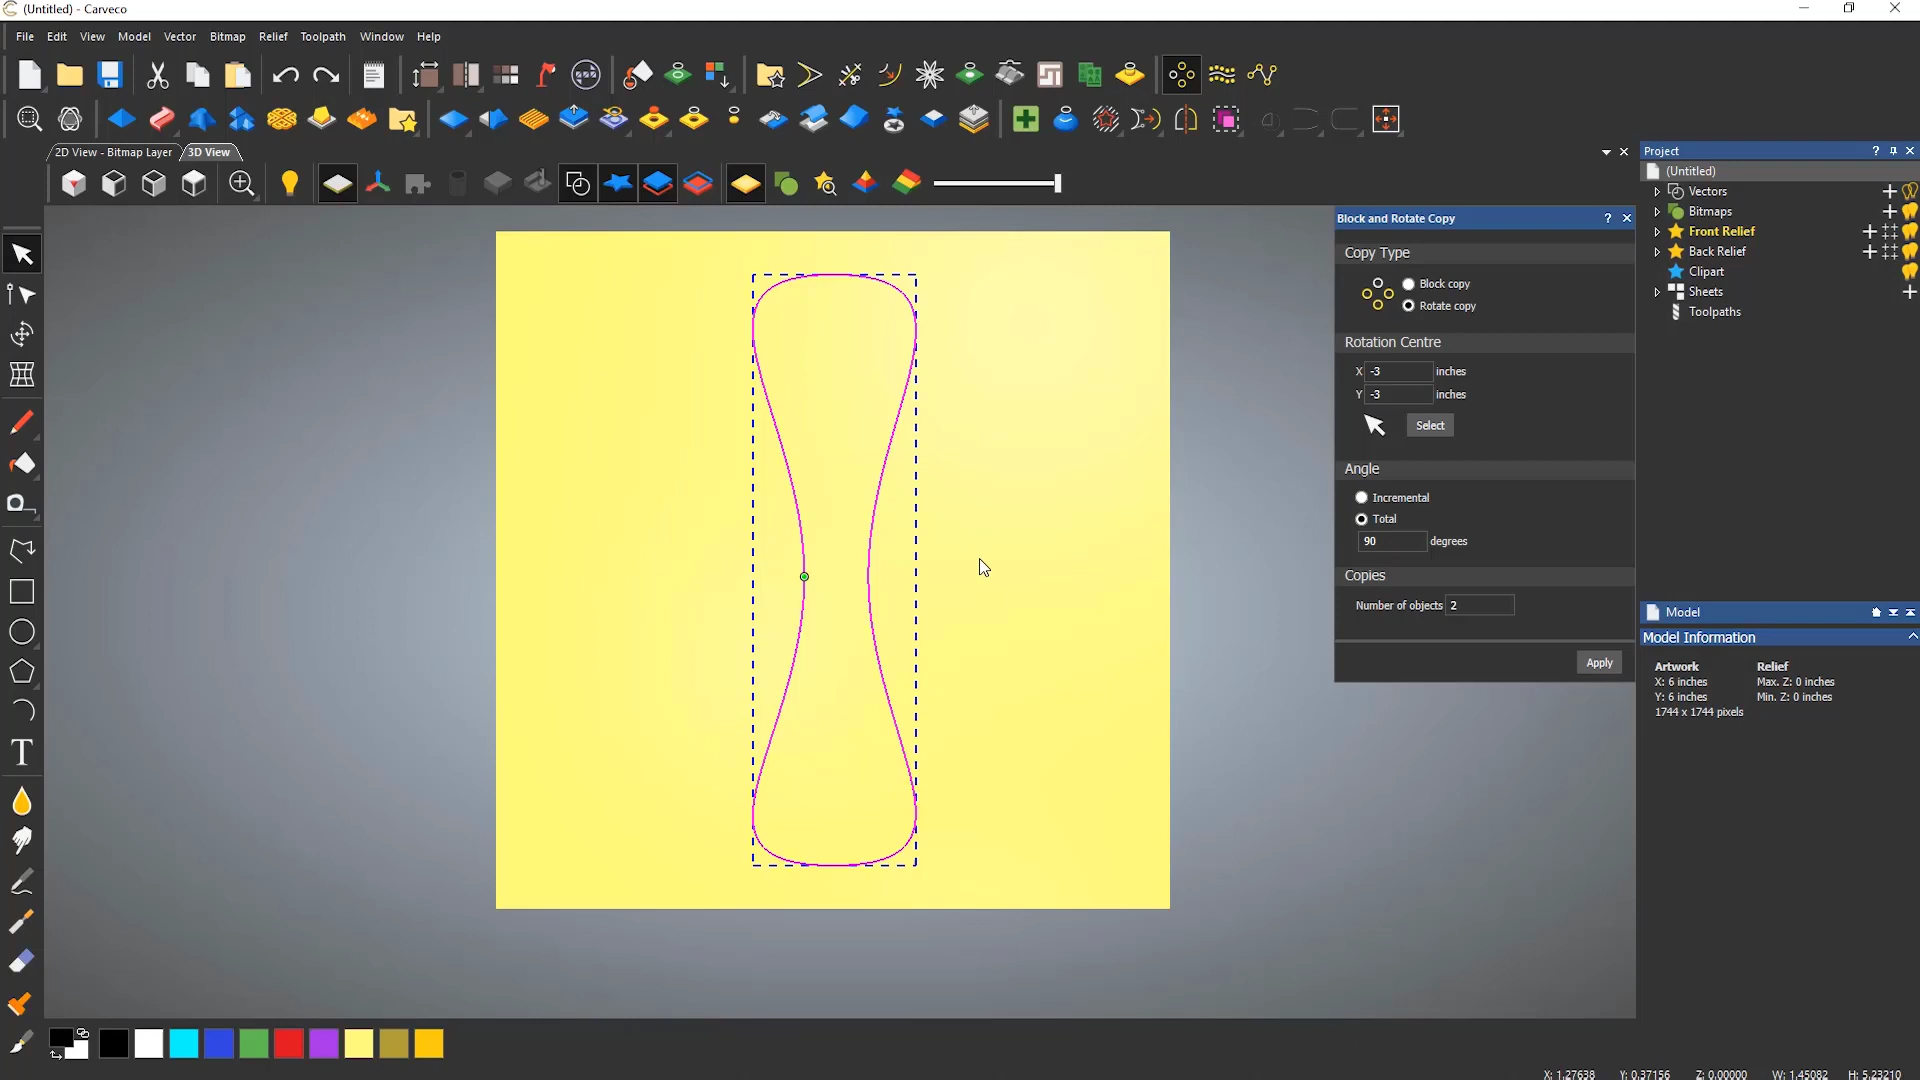 (Untitled) - Carveco
File Edit View Model Vector Bitmap Relief Toolpath Window Help
2D View - Bitmap Layer 3D View
Project ?
(Untitled)
Vectors
Bitmaps
Front Relief
Back Relief
Clipart
Sheets
Toolpaths
Block and Rotate Copy ?
Copy Type
Block copy
Rotate copy
Rotation Centre
X -3 inches
Y -3 inches
Select
Angle
Incremental
Total
90 degrees
Copies
Number of objects 2
Apply
Model
Model Information
Artwork Relief
X: 6 inches Max. Z: 0 inches
Y: 6 inches Min. Z: 0 inches
1744 x 1744 pixels
T
X: 1.27638 Y: 0.37156 Z: 0.00000 W: 1.45082 H: 5.23210